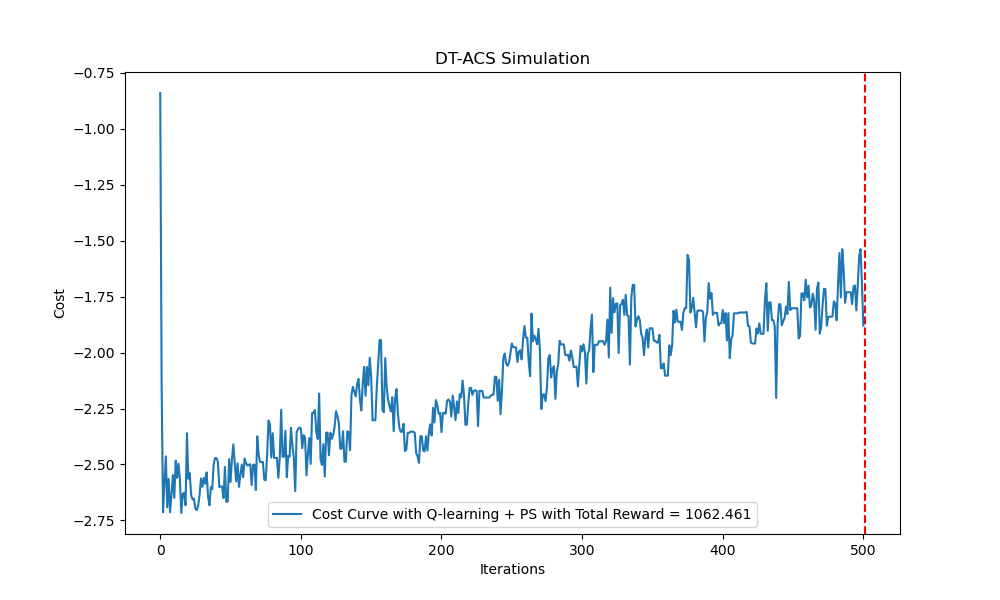 DT-ACS Simulation
−0.75
−1.00
−1.25
−1.50
−1.75
−2.00
−2.25
−2.50
−2.75
Cost
Cost Curve with Q-learning + PS with Total Reward = 1062.461
0 100 200 300 400 500
Iterations